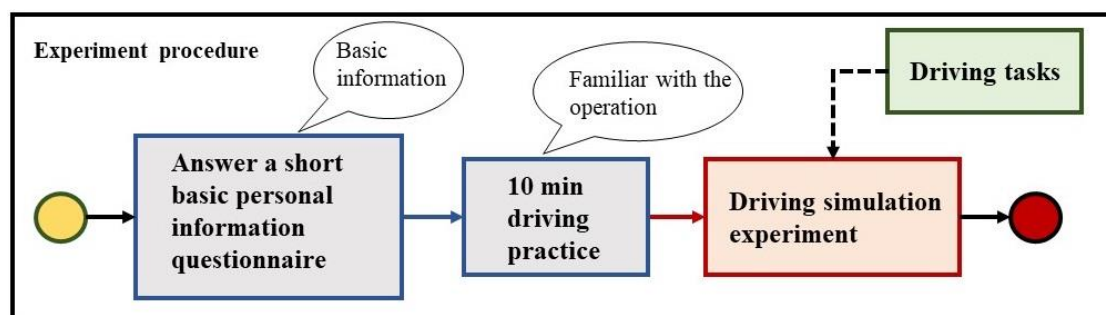 Experiment procedure
Basic
information
Familiar with the
operation
Driving tasks
Answer a short
basic personal
information
questionnaire
10 min
driving
practice
Driving simulation
experiment